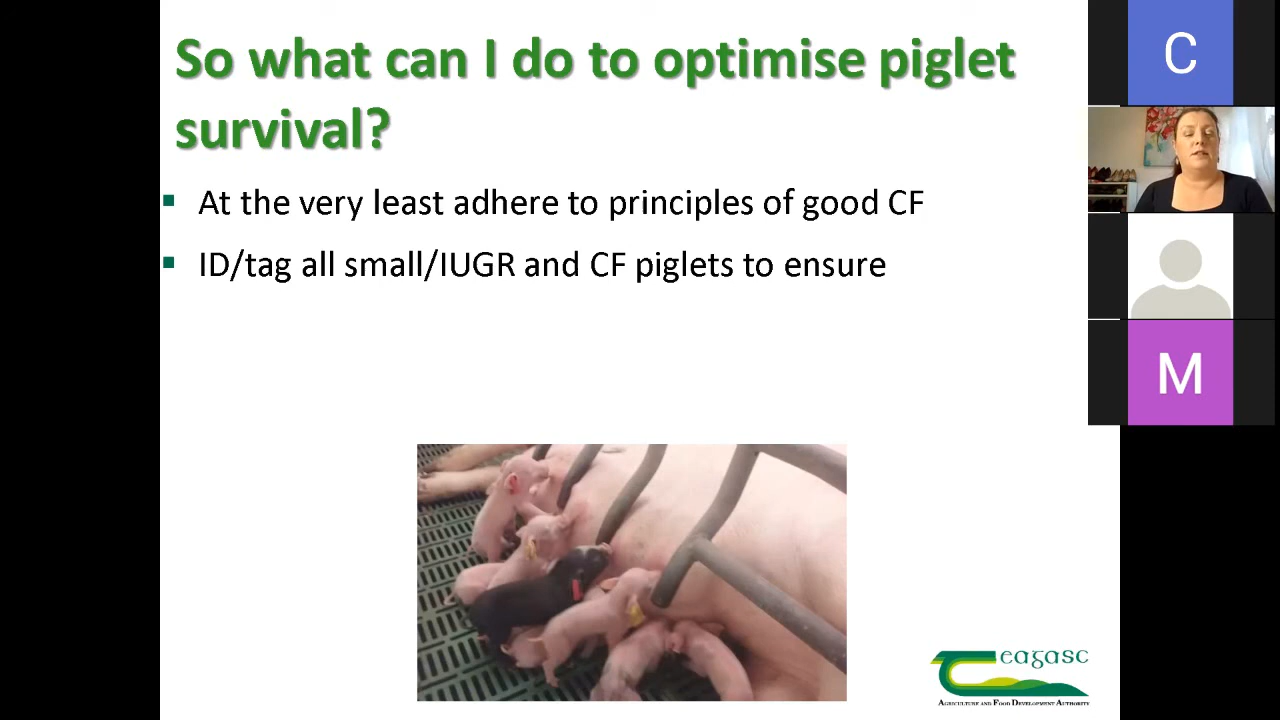 So what can I do to optimise piglet
survival?
At the very least adhere to principles of good CF
ID/tag all small/IUGR and CF piglets to ensure
C
M
eagasc
AGRICULTURE AND FOOD DEVELOPMENT AUTHORITY